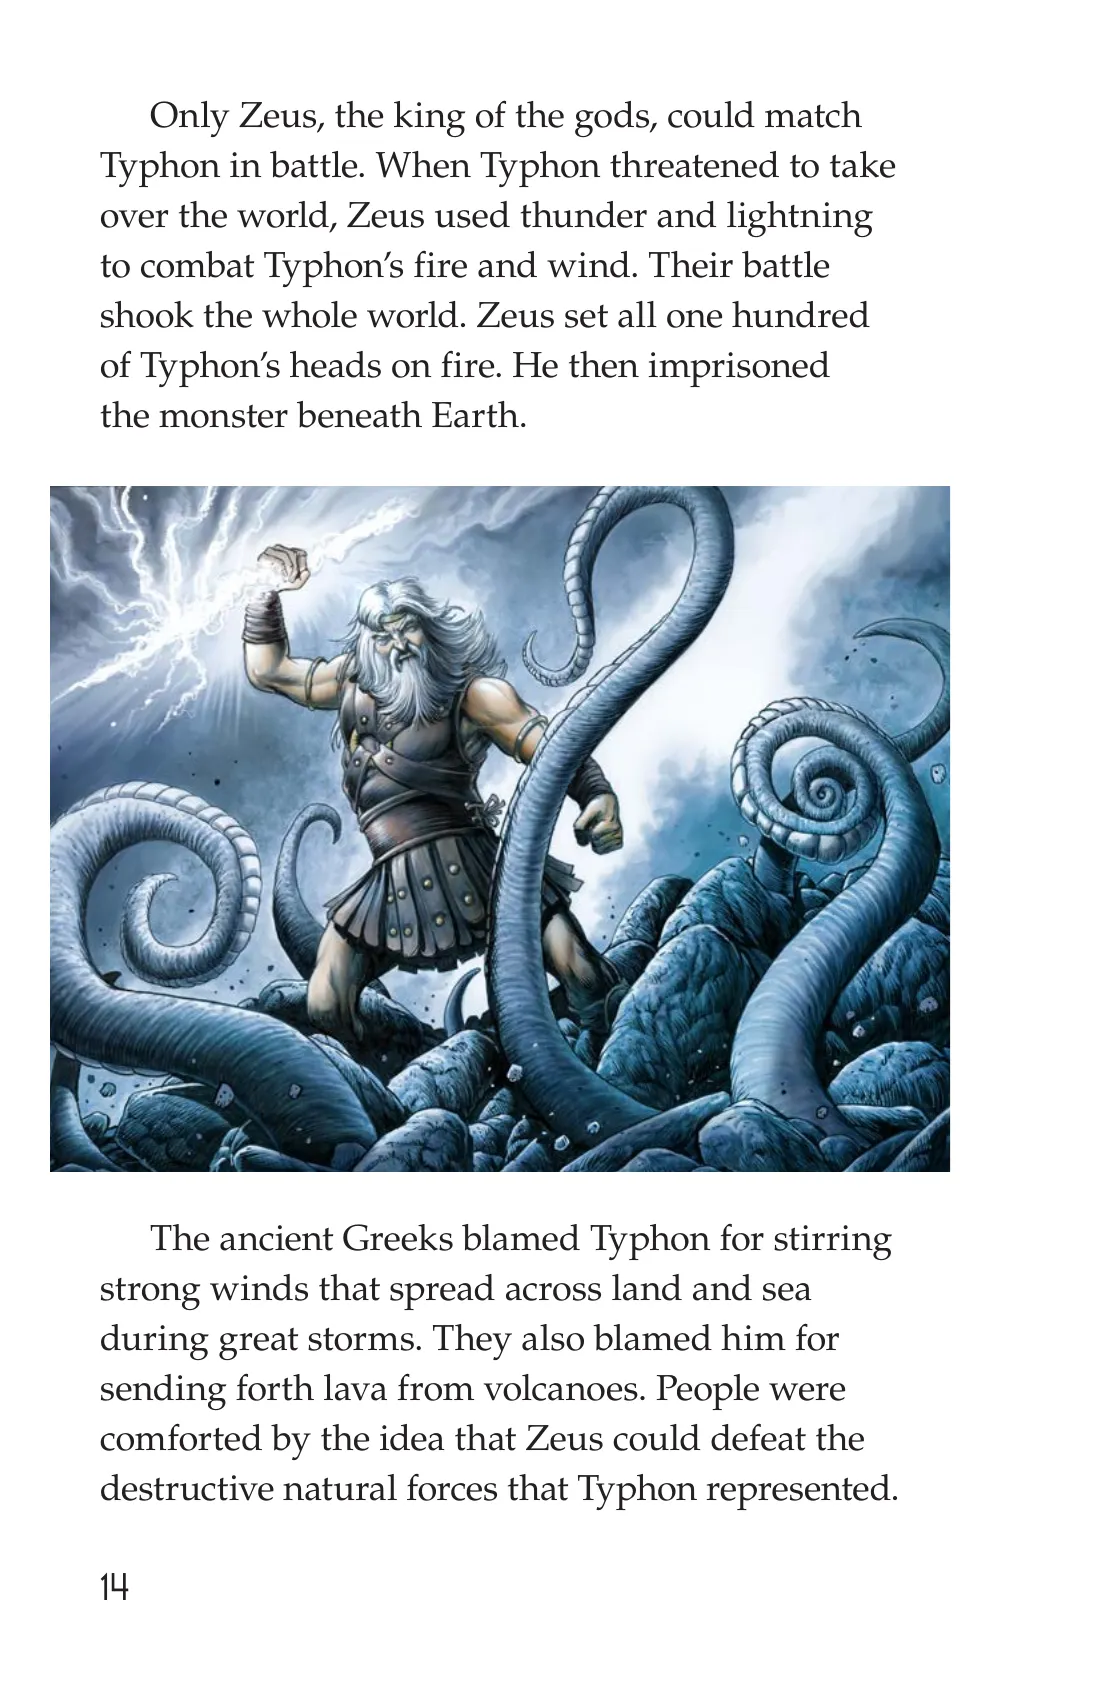 Only Zeus, the king of the gods, could match
Typhon in battle. When Typhon threatened to take
over the world, Zeus used thunder and lightning
to combat Typhon’s fire and wind. Their battle
shook the whole world. Zeus set all one hundred
of Typhon’s heads on fire. He then imprisoned
the monster beneath Earth.
The ancient Greeks blamed Typhon for stirring
strong winds that spread across land and sea
during great storms. They also blamed him for
sending forth lava from volcanoes. People were
comforted by the idea that Zeus could defeat the
destructive natural forces that Typhon represented.
14